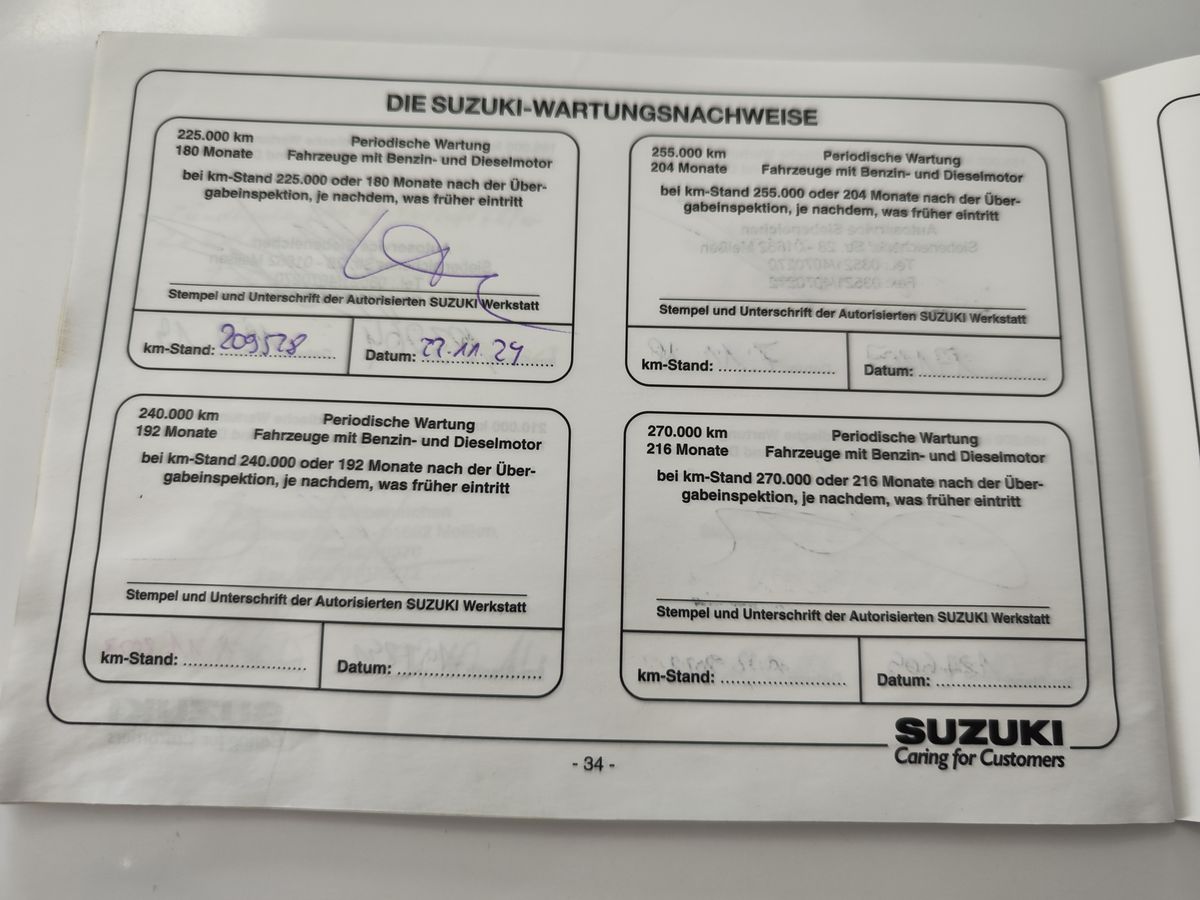 DIE SUZUKI-WARTUNGSNACHWEISE
225.000 km Periodische Wartung
180 Monate Fahrzeuge mit Benzin- und Dieselmotor
bei km-Stand 225.000 oder 180 Monate nach der Über-
gabeinspektion, je nachdem, was früher eintritt
Stempel und Unterschrift der Autorisierten SUZUKI Werkstatt
km-Stand: 209528 Datum: 22.11.24
255.000 km Periodische Wartung
204 Monate Fahrzeuge mit Benzin- und Dieselmotor
bei km-Stand 255.000 oder 204 Monate nach der Über-
gabeinspektion, je nachdem, was früher eintritt
Stempel und Unterschrift der Autorisierten SUZUKI Werkstatt
km-Stand: Datum:
240.000 km Periodische Wartung
192 Monate Fahrzeuge mit Benzin- und Dieselmotor
bei km-Stand 240.000 oder 192 Monate nach der Über-
gabeinspektion, je nachdem, was früher eintritt
Stempel und Unterschrift der Autorisierten SUZUKI Werkstatt
km-Stand: Datum:
270.000 km Periodische Wartung
216 Monate Fahrzeuge mit Benzin- und Dieselmotor
bei km-Stand 270.000 oder 216 Monate nach der Über-
gabeinspektion, je nachdem, was früher eintritt
Stempel und Unterschrift der Autorisierten SUZUKI Werkstatt
km-Stand: Datum:
SUZUKI
Caring for Customers
- 34 -